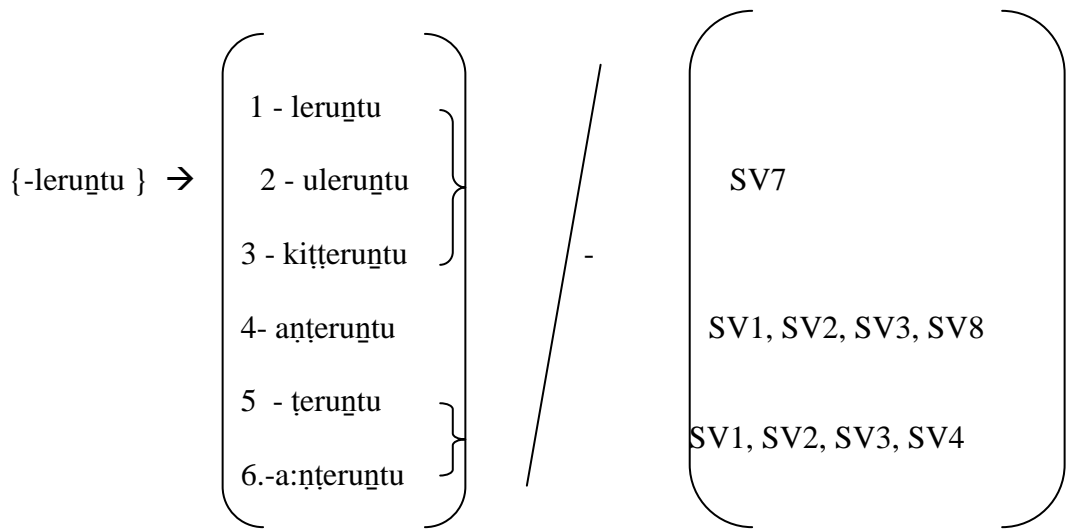 1 - leruṉtu
{-leruṉtu } → 2 - uleruṉtu SV7
3 - kiṭṭeruṉtu -
4- aṇṭeruṉtu SV1, SV2, SV3, SV8
5 - ṭeruṉtu
SV1, SV2, SV3, SV4
6.-a:ṇṭeruṉtu